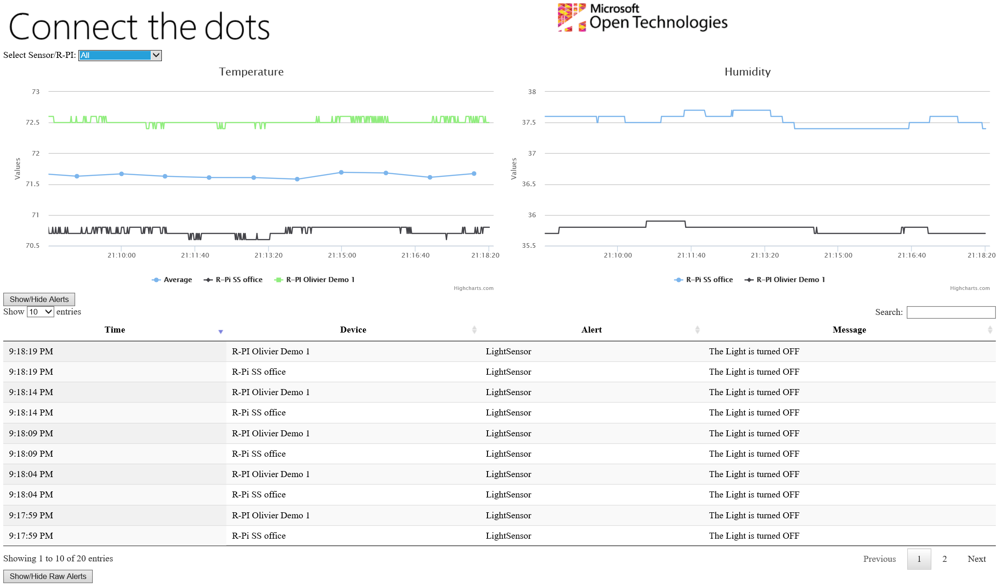 Connect the dots
Microsoft
Open Technologies
Select Sensor/R-PI: All
Temperature
73
72.5
72
71.5
71
70.5
Values
21:10:00 21:11:40 21:13:20 21:15:00 21:16:40 21:18:20
Average R-Pi SS office R-PI Olivier Demo 1
Highcharts.com
Humidity
38
37.5
37
36.5
36
35.5
Values
21:10:00 21:11:40 21:13:20 21:15:00 21:16:40 21:18:20
R-Pi SS office R-PI Olivier Demo 1
Highcharts.com
Show/Hide Alerts
Show 10 entries
Search:
Time Device Alert Message
9:18:19 PM R-PI Olivier Demo 1 LightSensor The Light is turned OFF
9:18:19 PM R-Pi SS office LightSensor The Light is turned OFF
9:18:14 PM R-PI Olivier Demo 1 LightSensor The Light is turned OFF
9:18:14 PM R-Pi SS office LightSensor The Light is turned OFF
9:18:09 PM R-PI Olivier Demo 1 LightSensor The Light is turned OFF
9:18:09 PM R-Pi SS office LightSensor The Light is turned OFF
9:18:04 PM R-PI Olivier Demo 1 LightSensor The Light is turned OFF
9:18:04 PM R-Pi SS office LightSensor The Light is turned OFF
9:17:59 PM R-PI Olivier Demo 1 LightSensor The Light is turned OFF
9:17:59 PM R-Pi SS office LightSensor The Light is turned OFF
Showing 1 to 10 of 20 entries
Previous 1 2 Next
Show/Hide Raw Alerts